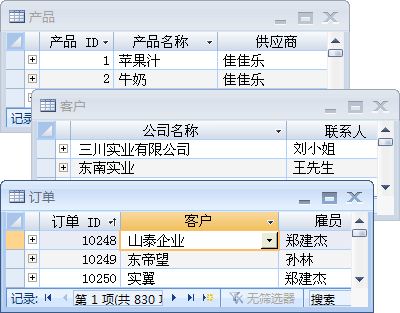 产品
产品 ID 产品名称 供应商
1 苹果汁 佳佳乐
2 牛奶 佳佳乐
记录
客户
公司名称 联系人
三川实业有限公司 刘小姐
东南实业 王先生
订单
订单 ID 客户 雇员
10248 山泰企业 郑建杰
10249 东帝望 孙林
10250 实翼 郑建杰
记录: 第 1 项(共 830 无筛选器 搜索